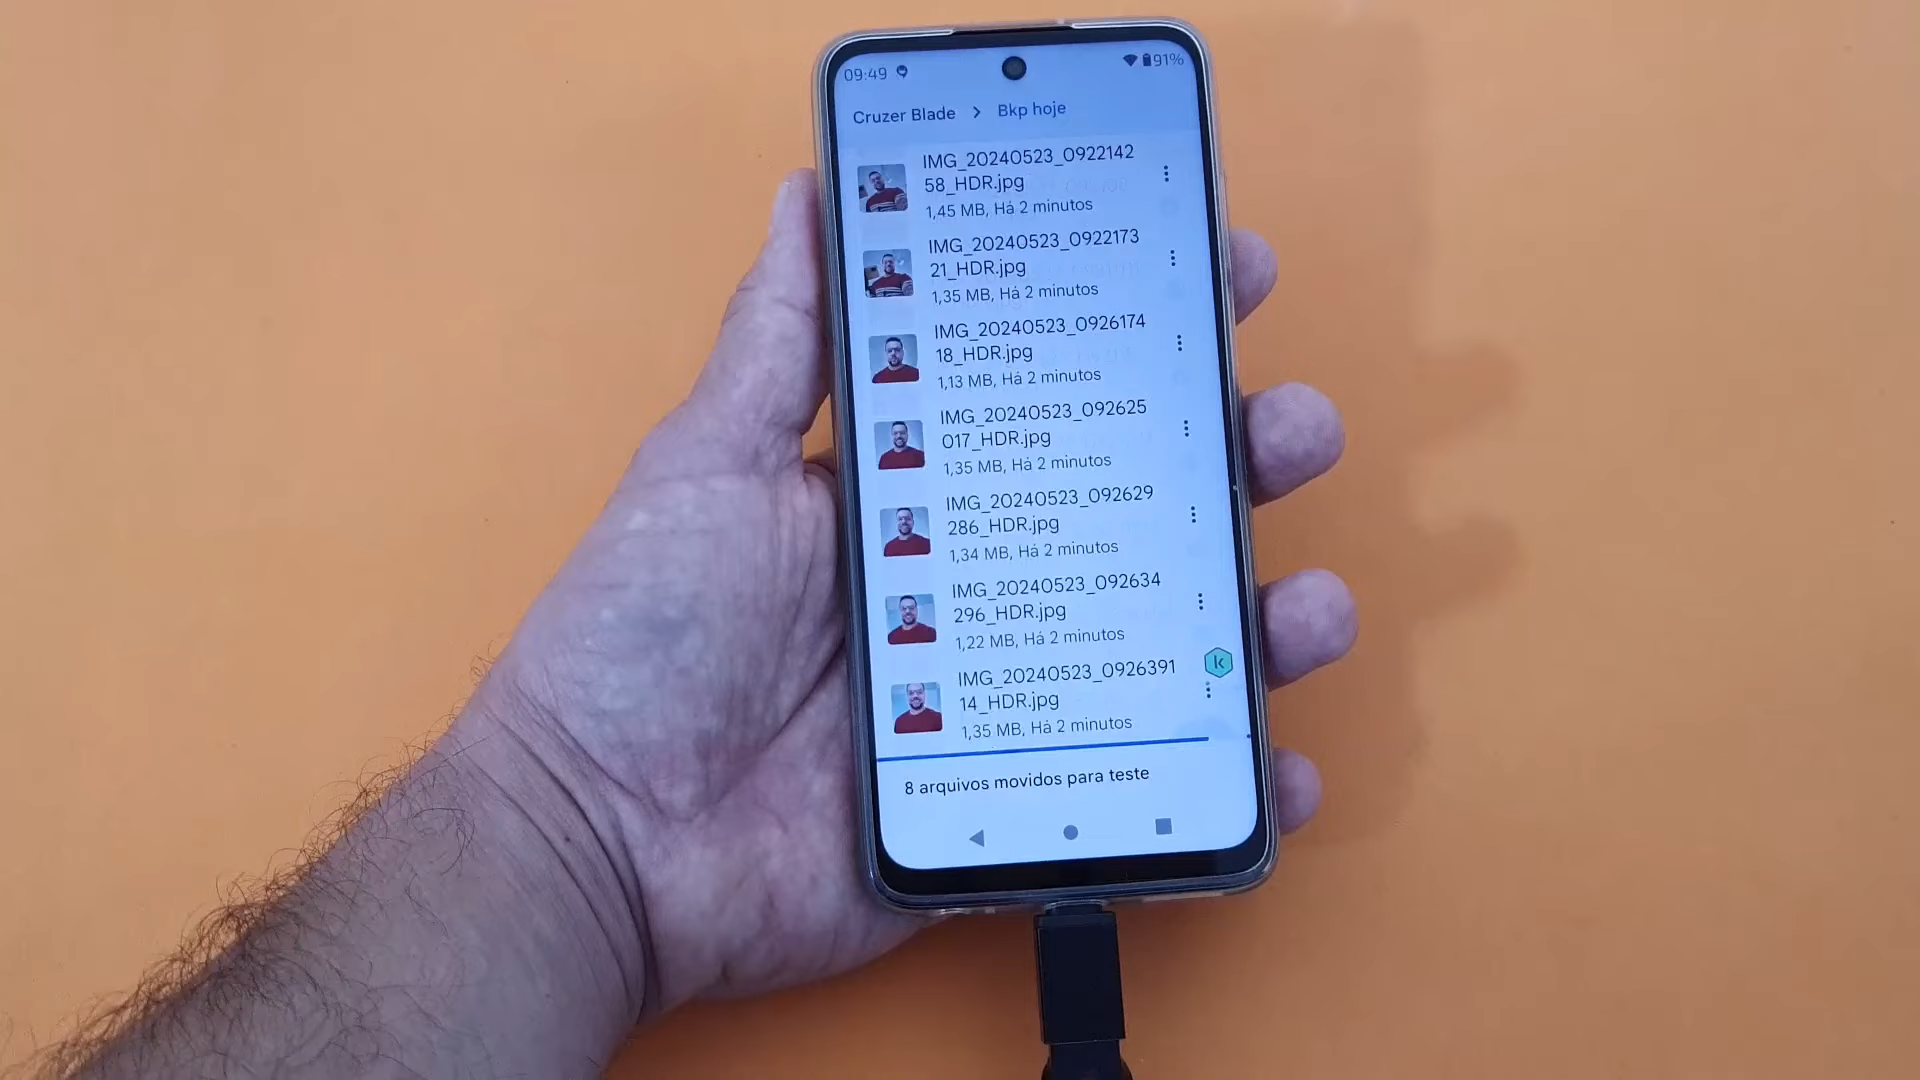 09:49
91%
Cruzer Blade > Bkp hoje
IMG_20240523_0922142
58_HDR.jpg
1,45 MB, Há 2 minutos
IMG_20240523_0922173
21_HDR.jpg
1,35 MB, Há 2 minutos
IMG_20240523_0926174
18_HDR.jpg
1,13 MB, Há 2 minutos
IMG_20240523_092625
017_HDR.jpg
1,35 MB, Há 2 minutos
IMG_20240523_092629
286_HDR.jpg
1,34 MB, Há 2 minutos
IMG_20240523_092634
296_HDR.jpg
1,22 MB, Há 2 minutos
k
IMG_20240523_0926391
14_HDR.jpg
1,35 MB, Há 2 minutos
8 arquivos movidos para teste